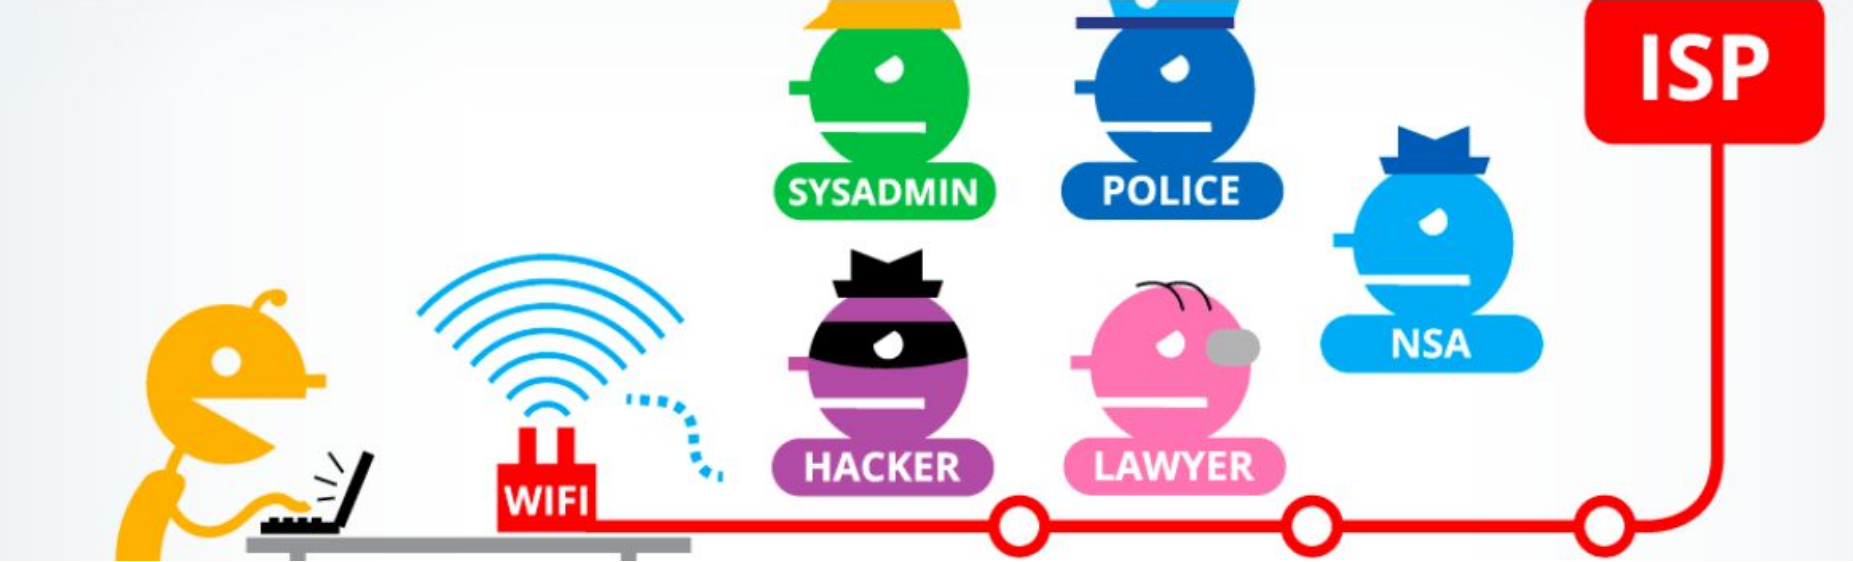 ISP
SYSADMIN
POLICE
NSA
HACKER
LAWYER
WIFI